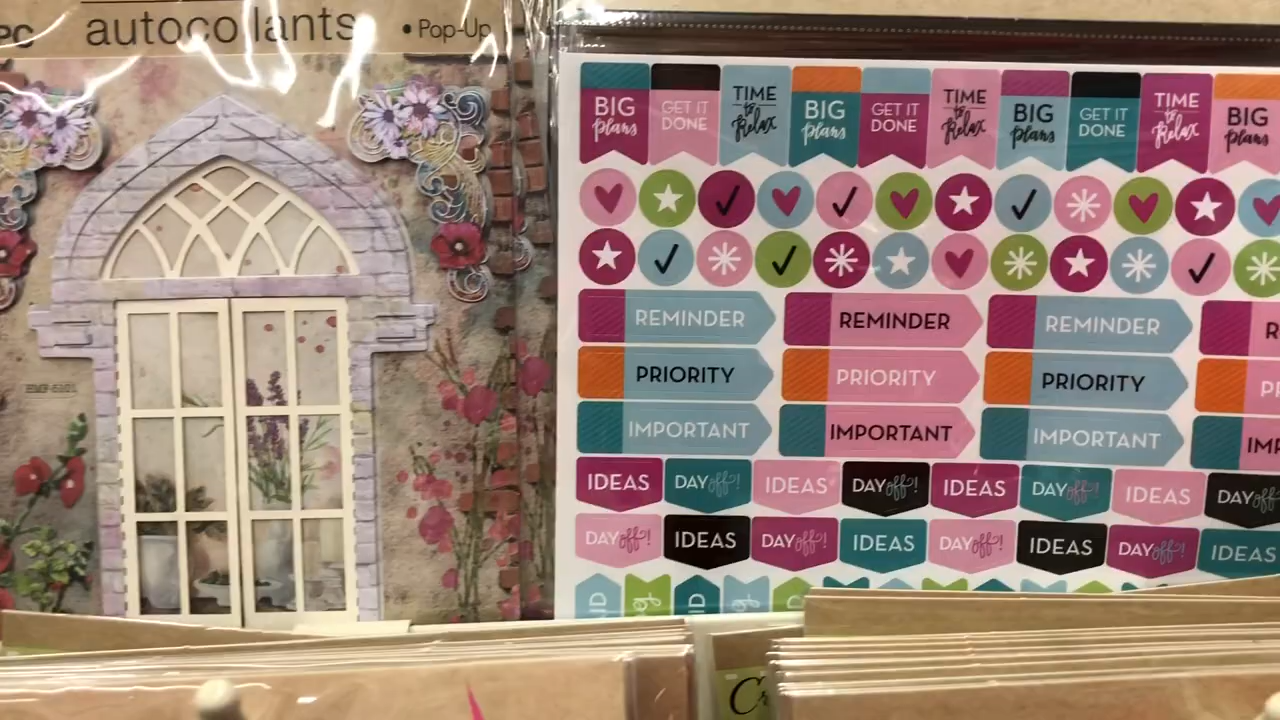 PC autocollants • Pop-Up
BIG plans GET IT DONE TIME to Relax BIG plans GET IT DONE TIME to Relax BIG plans GET IT DONE TIME to Relax BIG plans
REMINDER REMINDER REMINDER R
PRIORITY PRIORITY PRIORITY P
IMPORTANT IMPORTANT IMPORTANT IMP
IDEAS DAY off! IDEAS DAY off! IDEAS DAY off! IDEAS DAY off!
DAY off! IDEAS DAY off! IDEAS DAY off! IDEAS DAY off! IDEAS